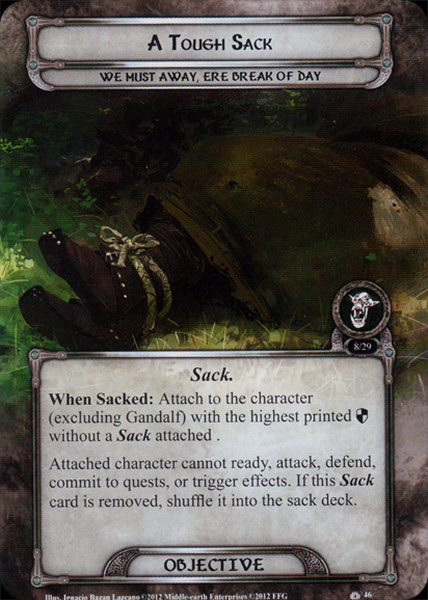 A Tough Sack
We Must Away, Ere Break of Day
8/29
Sack.
When Sacked: Attach to the character
(excluding Gandalf) with the highest printed
without a Sack attached .
Attached character cannot ready, attack, defend,
commit to quests, or trigger effects. If this Sack
card is removed, shuffle it into the sack deck.
OBJECTIVE
Illus. Ignacio Bazan Lazcano ©2012 Middle-earth Enterprises ©2012 FFG
46